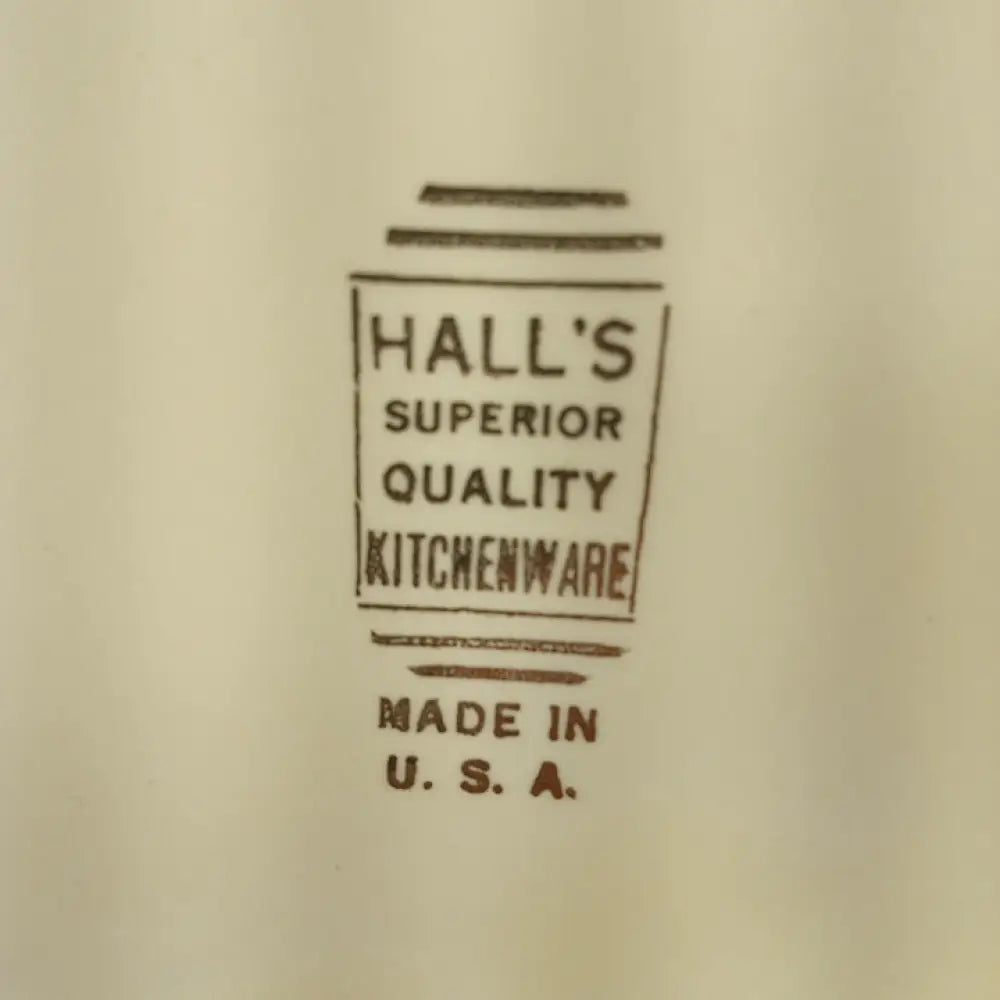 HALL'S
SUPERIOR
QUALITY
KITCHENWARE
MADE IN
U. S. A.